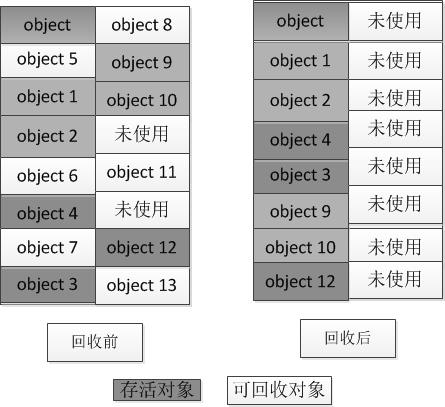 object
object 8
object 5
object 9
object 1
object 10
object 2
未使用
object 6
object 11
object 4
未使用
object 7
object 12
object 3
object 13
回收前
object
未使用
object 1
未使用
object 2
未使用
object 4
未使用
object 3
未使用
object 9
未使用
object 10
未使用
object 12
未使用
回收后
存活对象
可回收对象